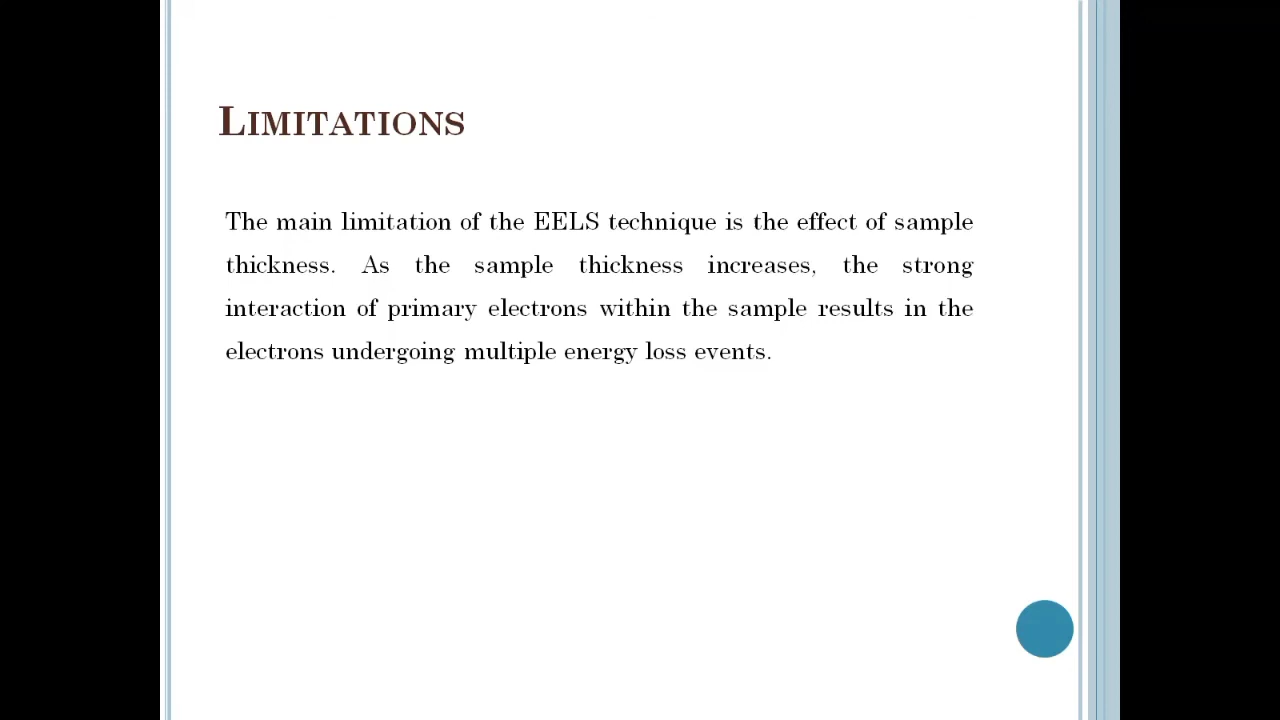 LIMITATIONS
The main limitation of the EELS technique is the effect of sample
thickness. As the sample thickness increases, the strong
interaction of primary electrons within the sample results in the
electrons undergoing multiple energy loss events.